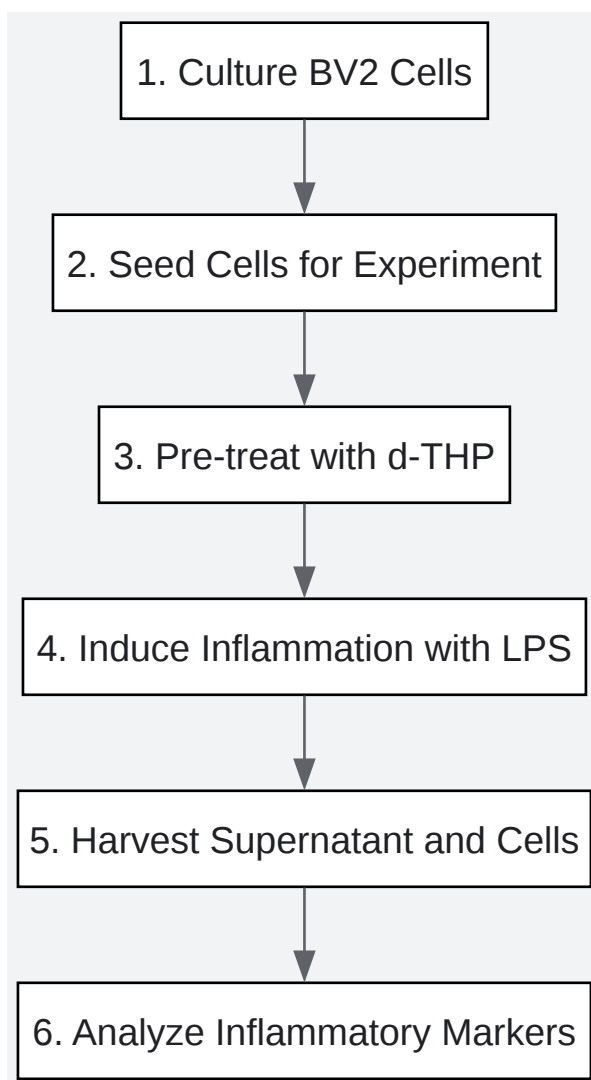 1. Culture BV2 Cells
2. Seed Cells for Experiment
3. Pre-treat with d-THP
4. Induce Inflammation with LPS
5. Harvest Supernatant and Cells
6. Analyze Inflammatory Markers